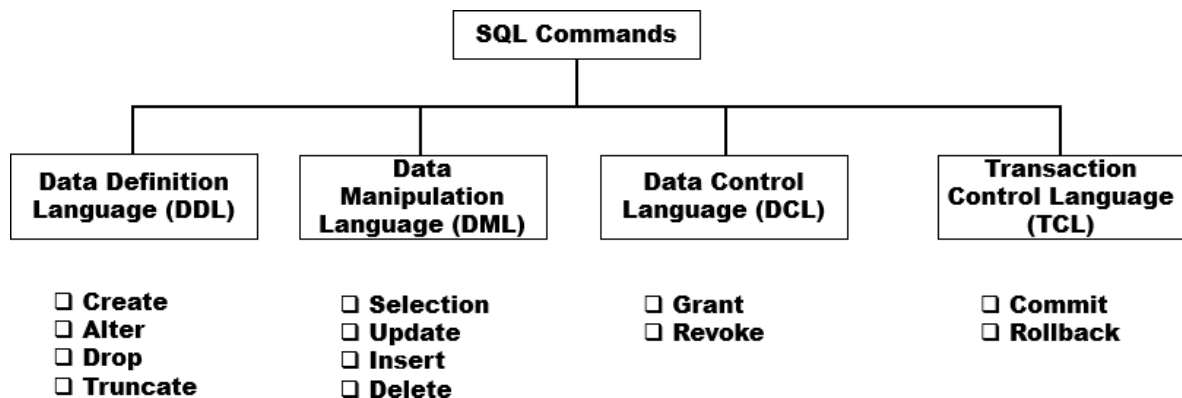 SQL Commands
Data Definition
Language (DDL)
Data
Manipulation
Language (DML)
Data Control
Language (DCL)
Transaction
Control Language
(TCL)
❑ Create
❑ Alter
❑ Drop
❑ Truncate
❑ Selection
❑ Update
❑ Insert
❑ Delete
❑ Grant
❑ Revoke
❑ Commit
❑ Rollback